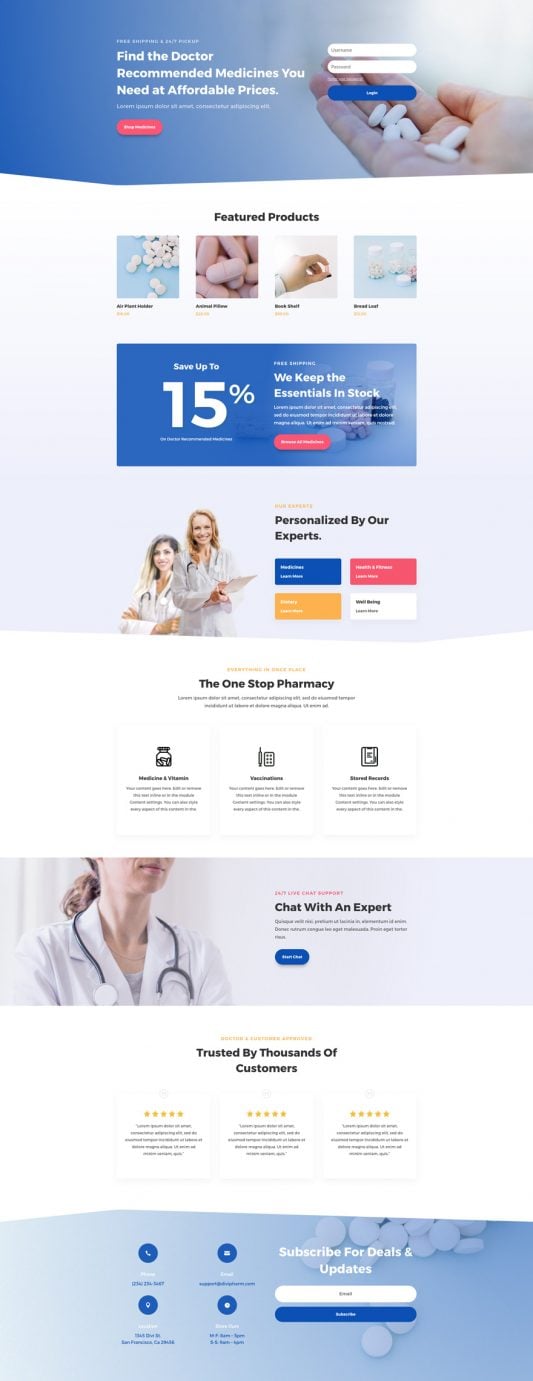 FREE SHIPPING & 24/7 PICKUP
Find the Doctor
Recommended Medicines You
Need at Affordable Prices.
Lorem ipsum dolor sit amet, consectetur adipiscing elit.
Shop Medicines
Username
Password
Login
Featured Products
Air Plant Holder
Animal Pillow
Book Shelf
Bread Loaf
Save Up To
15%
On Doctor Recommended Medicines
FREE SHIPPING
We Keep the
Essentials In Stock
Lorem ipsum dolor sit amet, consectetur adipiscing elit,
sed do eiusmod tempor incididunt ut labore et dolore
magna aliqua. Ut enim ad minim veniam, quis nostrud.
Browse All Medicines
OUR EXPERTS
Personalized By Our
Experts.
Medicines
Learn More
Health & Fitness
Learn More
Dietary
Learn More
Well Being
Learn More
EVERYTHING IN ONCE PLACE
The One Stop Pharmacy
Lorem ipsum dolor sit amet, consectetur adipiscing elit, sed do eiusmod tempor
incididunt ut labore et dolore magna aliqua. Ut enim ad.
Medicine & Vitamin
Your content goes here. Edit or remove
this text inline or in the module
Content settings. You can also style
every aspect of this content in the.
Vaccinations
Your content goes here. Edit or remove
this text inline or in the module
Content settings. You can also style
every aspect of this content in the.
Stored Records
Your content goes here. Edit or remove
this text inline or in the module
Content settings. You can also style
every aspect of this content in the.
24/7 LIVE CHAT SUPPORT
Chat With An Expert
Quisque velit nisi, pretium ut lacinia in, elementum id enim.
Donec rutrum congue leo eget malesuada. Proin eget tortor
risus.
Start Chat
DOCTOR & CUSTOMER APPROVED
Trusted By Thousands Of
Customers
"Lorem ipsum dolor sit amet,
consectetur adipiscing elit, sed do
eiusmod tempor incididunt ut labore et
dolore magna aliqua. Ut enim ad
minim veniam, quis."
"Lorem ipsum dolor sit amet,
consectetur adipiscing elit, sed do
eiusmod tempor incididunt ut labore et
dolore magna aliqua. Ut enim ad
minim veniam, quis."
"Lorem ipsum dolor sit amet,
consectetur adipiscing elit, sed do
eiusmod tempor incididunt ut labore et
dolore magna aliqua. Ut enim ad
minim veniam, quis."
Phone
(234) 234-3467
Email
support@divipharm.com
Location
1345 Divi St.
San Francisco, Ca 29456
Store Hurs
M-F: 8am - 5pm
S-S: 9am - 4pm
Subscribe For Deals &
Updates
Email
Subscribe